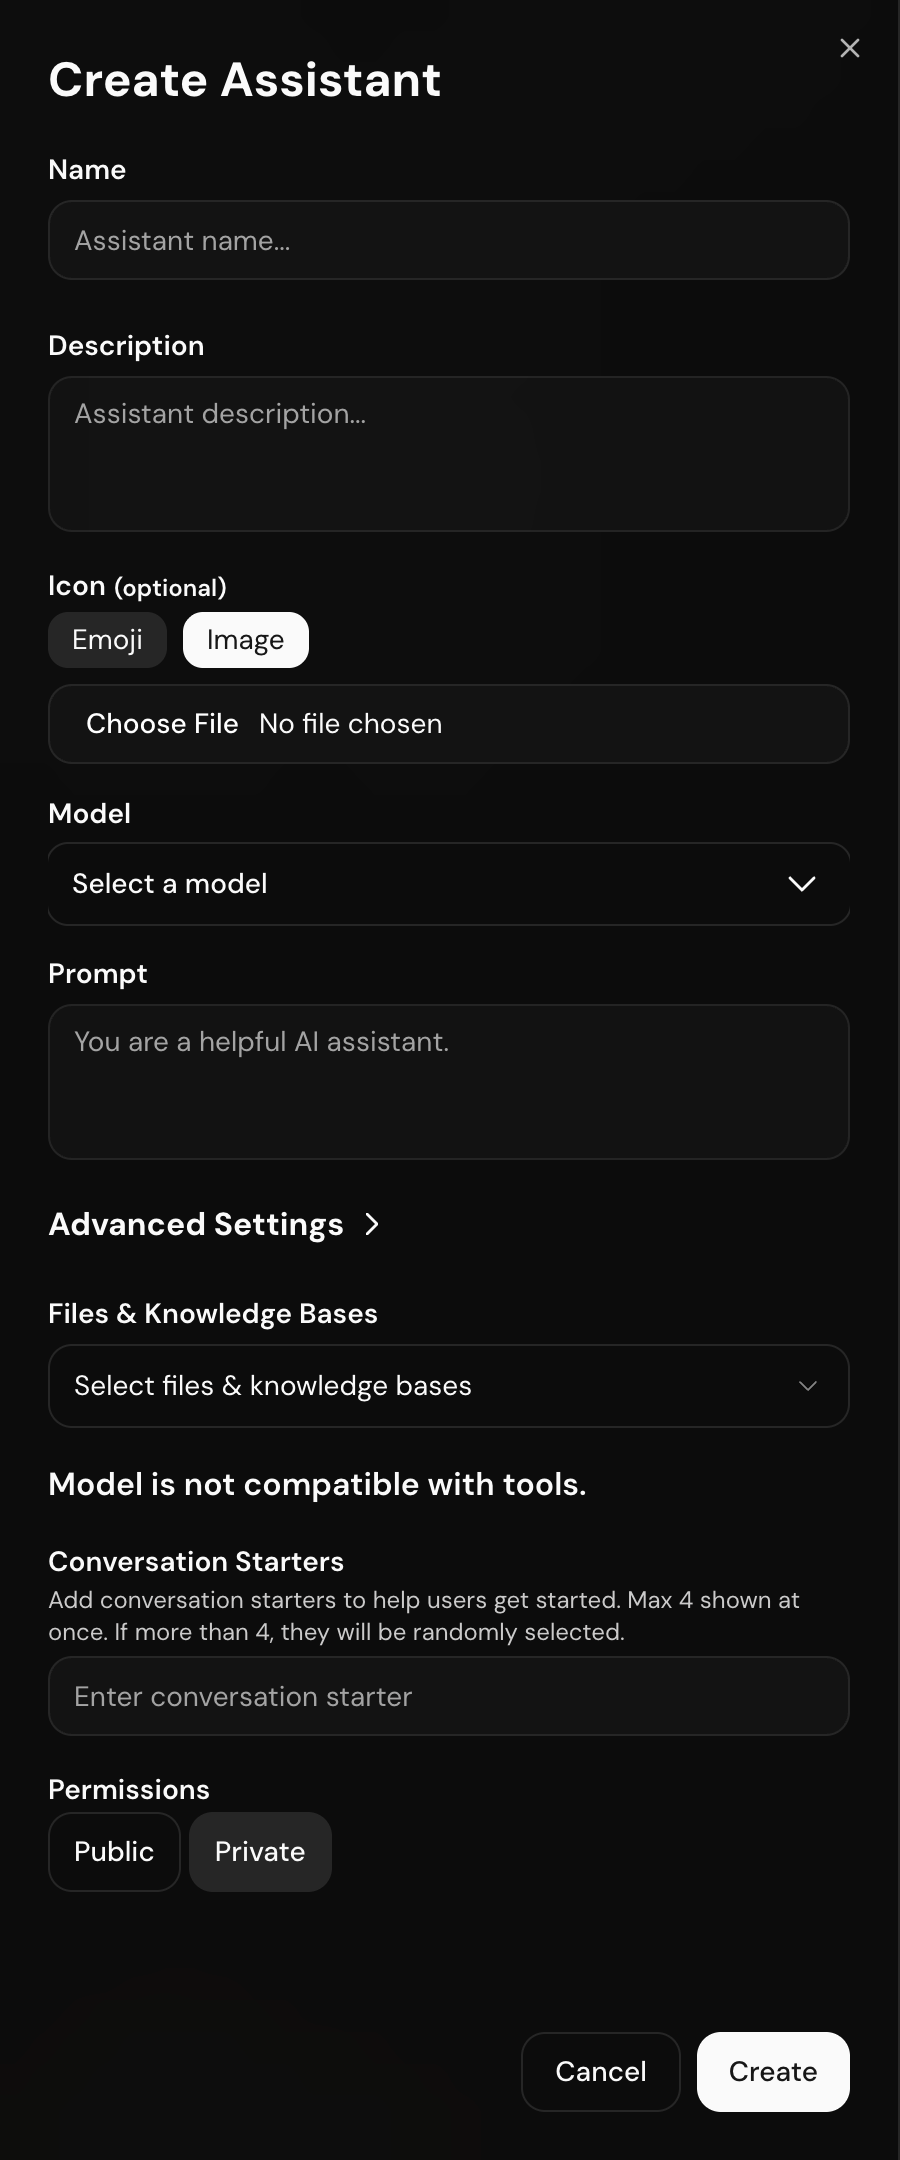 Create Assistant
Name
Assistant name...
Description
Assistant description...
Icon (optional)
Emoji Image
Choose File No file chosen
Model
Select a model
Prompt
You are a helpful AI assistant.
Advanced Settings
Files & Knowledge Bases
Select files & knowledge bases
Model is not compatible with tools.
Conversation Starters
Add conversation starters to help users get started. Max 4 shown at
once. If more than 4, they will be randomly selected.
Enter conversation starter
Permissions
Public Private
Cancel Create